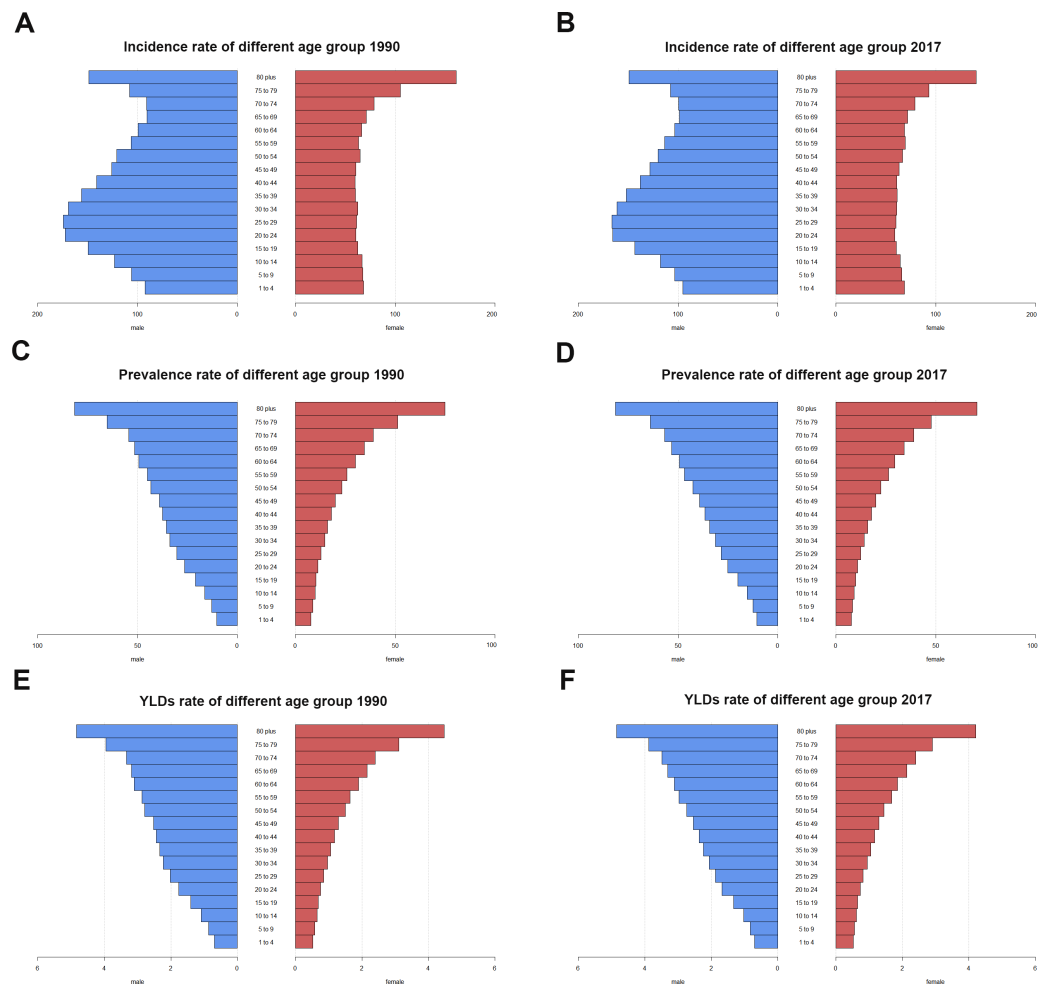 A
Incidence rate of different age group 1990
80 plus
75 to 79
70 to 74
65 to 69
60 to 64
55 to 59
50 to 54
45 to 49
40 to 44
35 to 39
30 to 34
25 to 29
20 to 24
15 to 19
10 to 14
5 to 9
1 to 4
200 100 0 0 100 200
male female
B
Incidence rate of different age group 2017
80 plus
75 to 79
70 to 74
65 to 69
60 to 64
55 to 59
50 to 54
45 to 49
40 to 44
35 to 39
30 to 34
25 to 29
20 to 24
15 to 19
10 to 14
5 to 9
1 to 4
200 100 0 0 100 200
male female
C
Prevalence rate of different age group 1990
80 plus
75 to 79
70 to 74
65 to 69
60 to 64
55 to 59
50 to 54
45 to 49
40 to 44
35 to 39
30 to 34
25 to 29
20 to 24
15 to 19
10 to 14
5 to 9
1 to 4
100 50 0 0 50 100
male female
D
Prevalence rate of different age group 2017
80 plus
75 to 79
70 to 74
65 to 69
60 to 64
55 to 59
50 to 54
45 to 49
40 to 44
35 to 39
30 to 34
25 to 29
20 to 24
15 to 19
10 to 14
5 to 9
1 to 4
100 50 0 0 50 100
male female
E
YLDs rate of different age group 1990
80 plus
75 to 79
70 to 74
65 to 69
60 to 64
55 to 59
50 to 54
45 to 49
40 to 44
35 to 39
30 to 34
25 to 29
20 to 24
15 to 19
10 to 14
5 to 9
1 to 4
6 4 2 0 0 2 4 6
male female
F
YLDs rate of different age group 2017
80 plus
75 to 79
70 to 74
65 to 69
60 to 64
55 to 59
50 to 54
45 to 49
40 to 44
35 to 39
30 to 34
25 to 29
20 to 24
15 to 19
10 to 14
5 to 9
1 to 4
6 4 2 0 0 2 4 6
male female